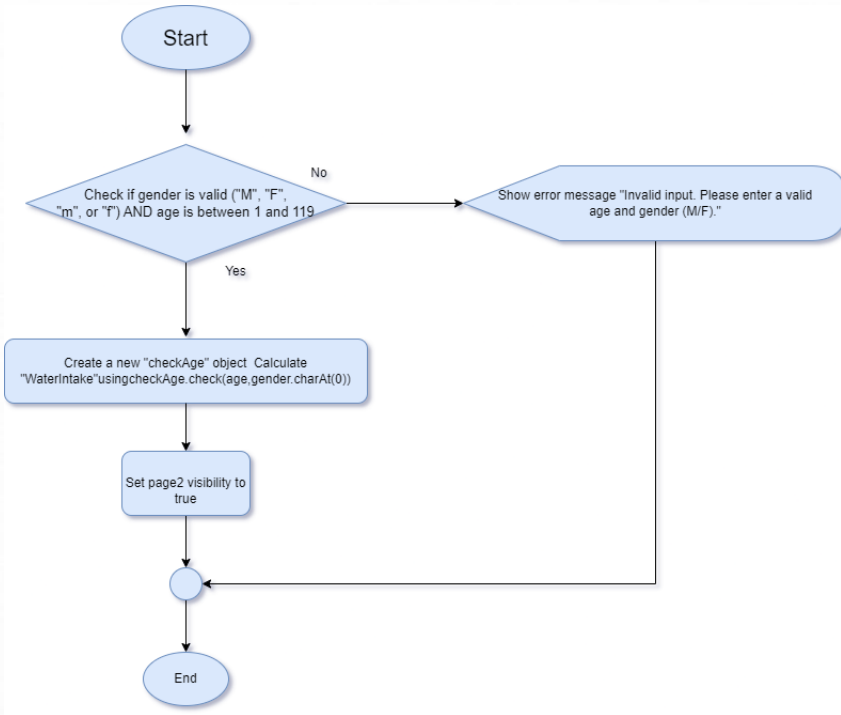 Start
No
Check if gender is valid ("M", "F",
"m", or "f") AND age is between 1 and 119
Show error message "Invalid input. Please enter a valid
age and gender (M/F)."
Yes
Create a new "checkAge" object  Calculate
"WaterIntake"usingcheckAge.check(age,gender.charAt(0))
Set page2 visibility to
true
End